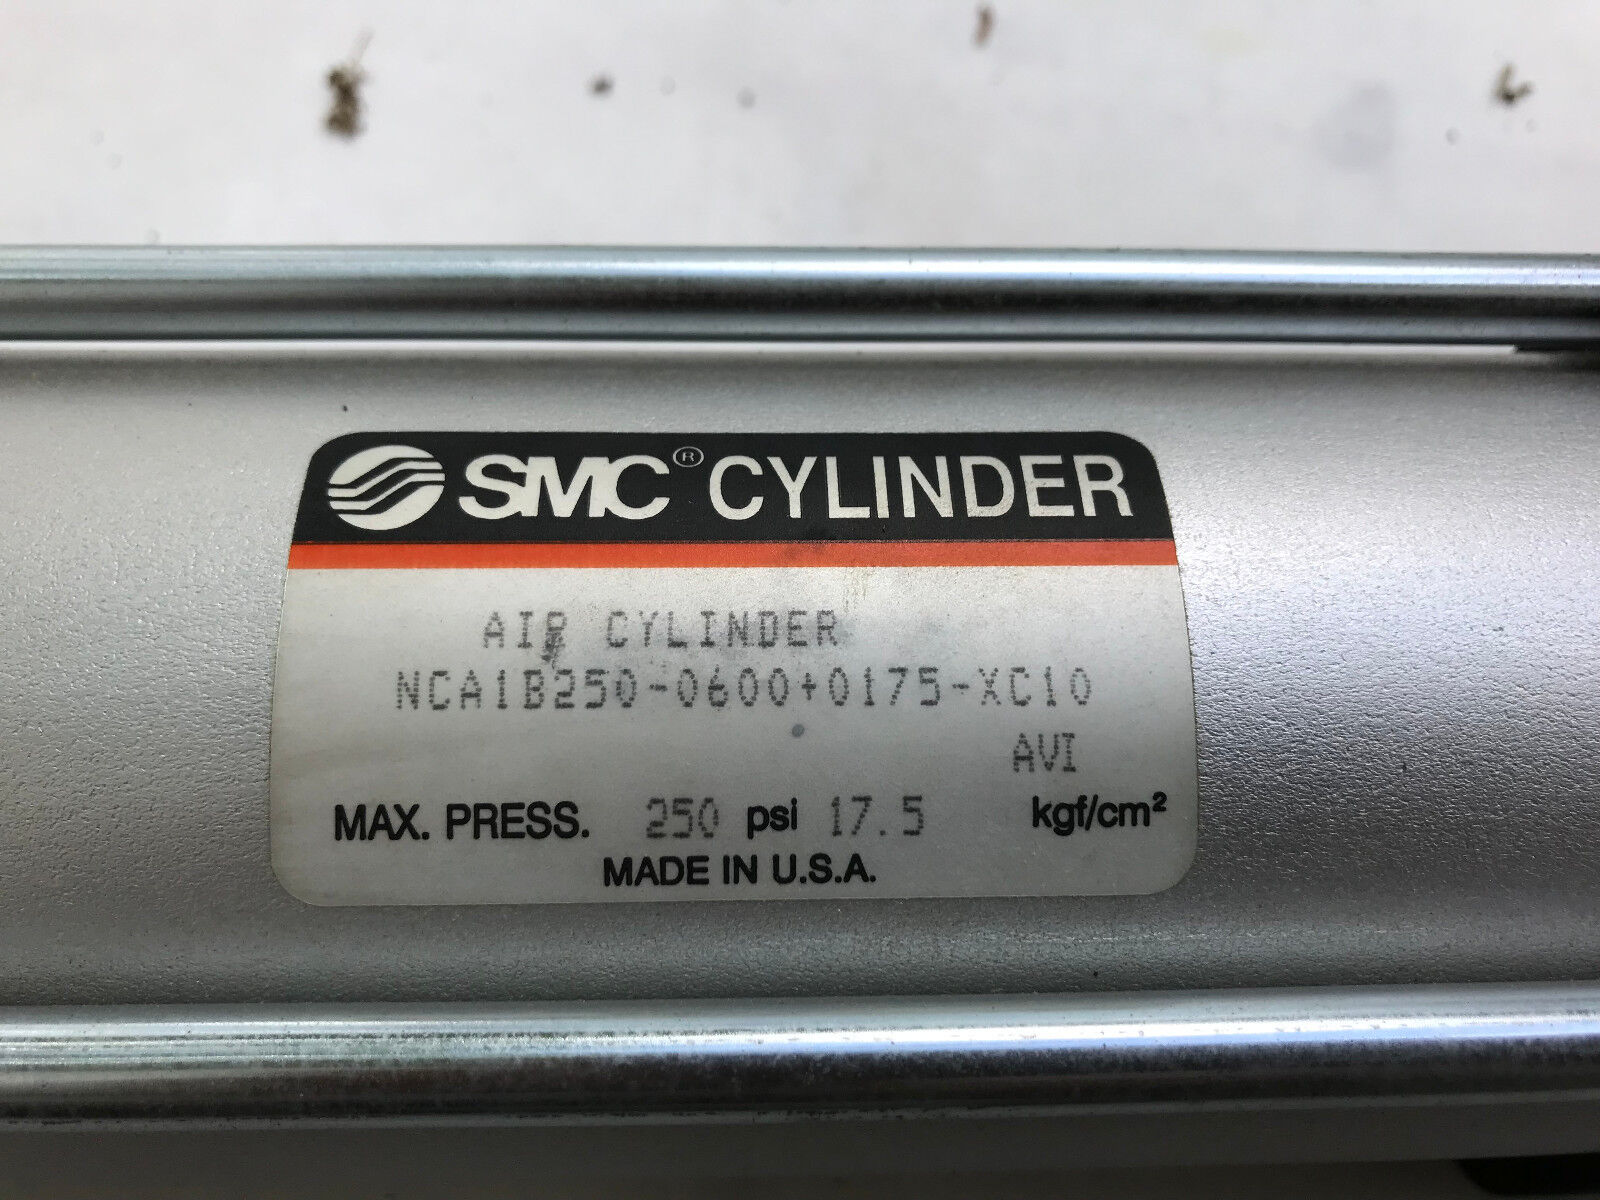 SMC® CYLINDER
AIR CYLINDER
NCA1B250-0600+0175-XC10
AVI
MAX. PRESS. 250 psi 17.5 kgf/cm²
MADE IN U.S.A.